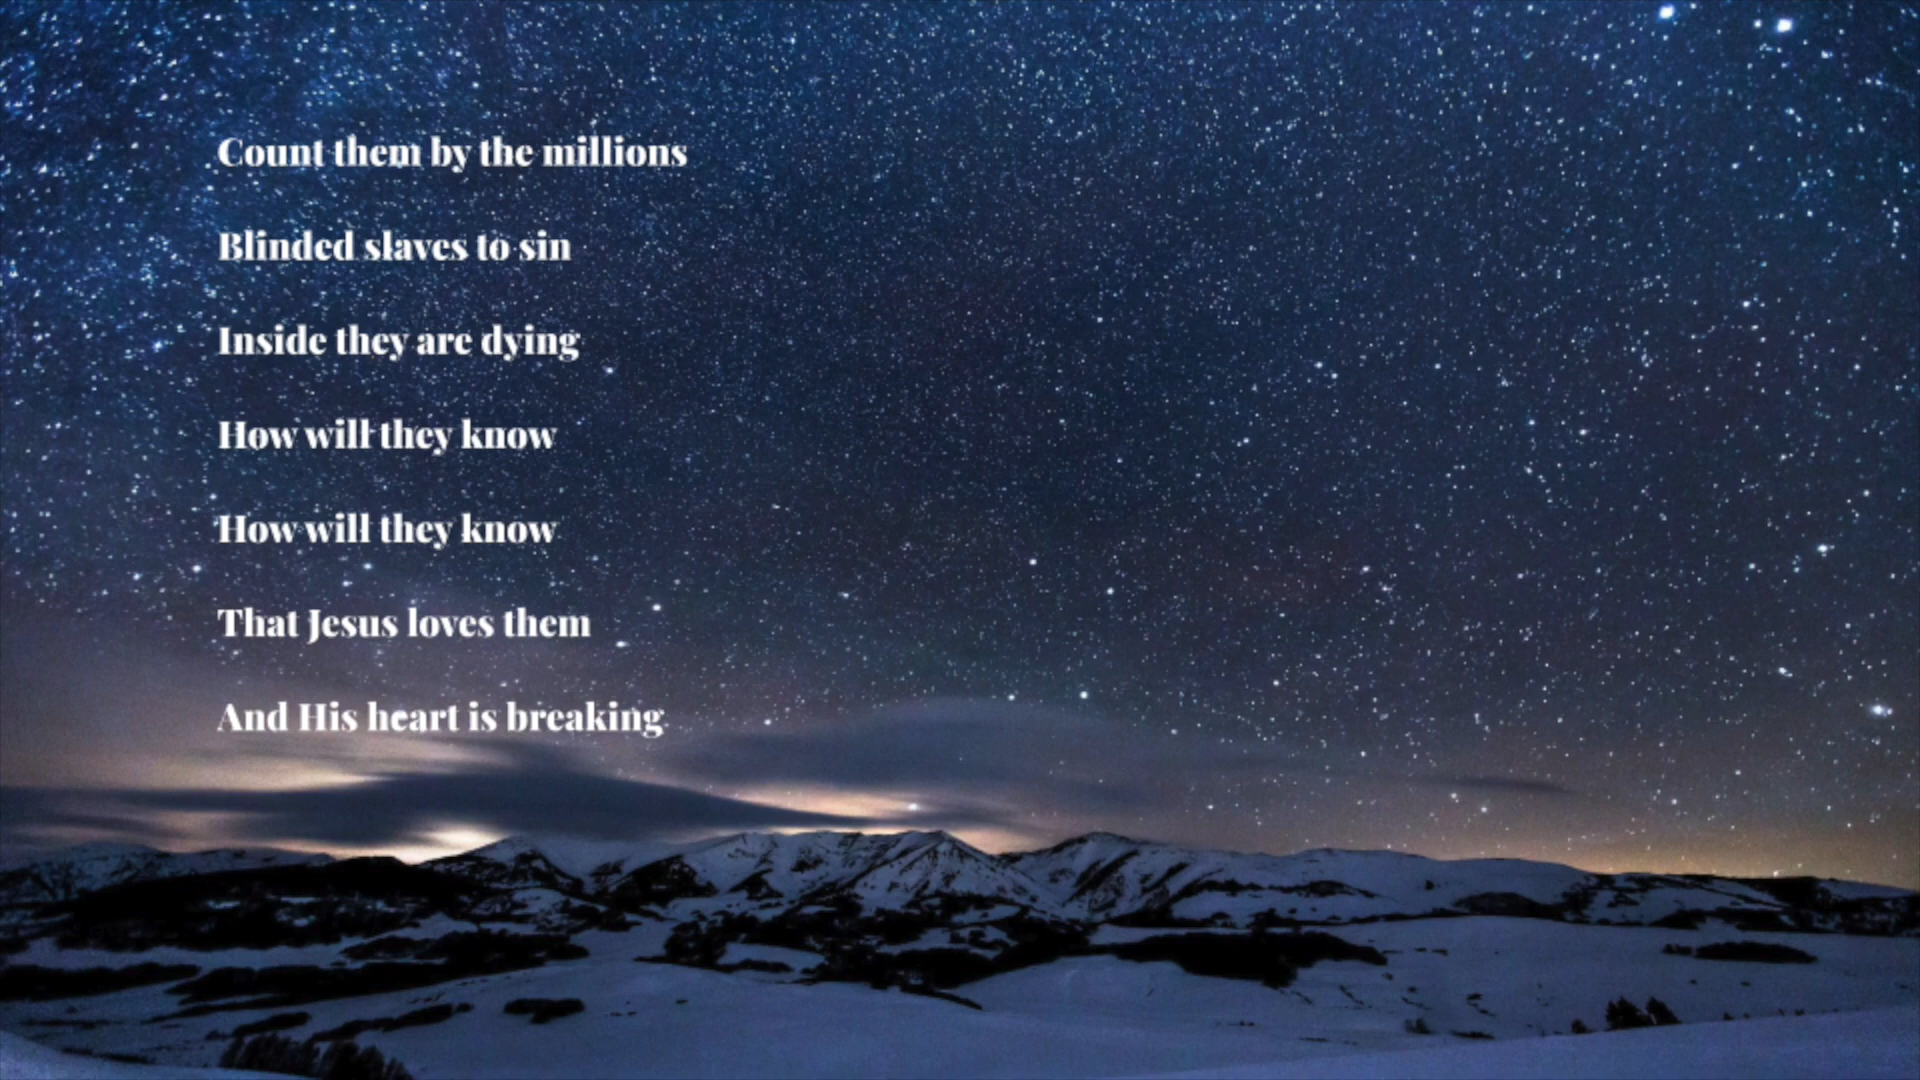 Count them by the millions
Blinded slaves to sin
Inside they are dying
How will they know
How will they know
That Jesus loves them
And His heart is breaking